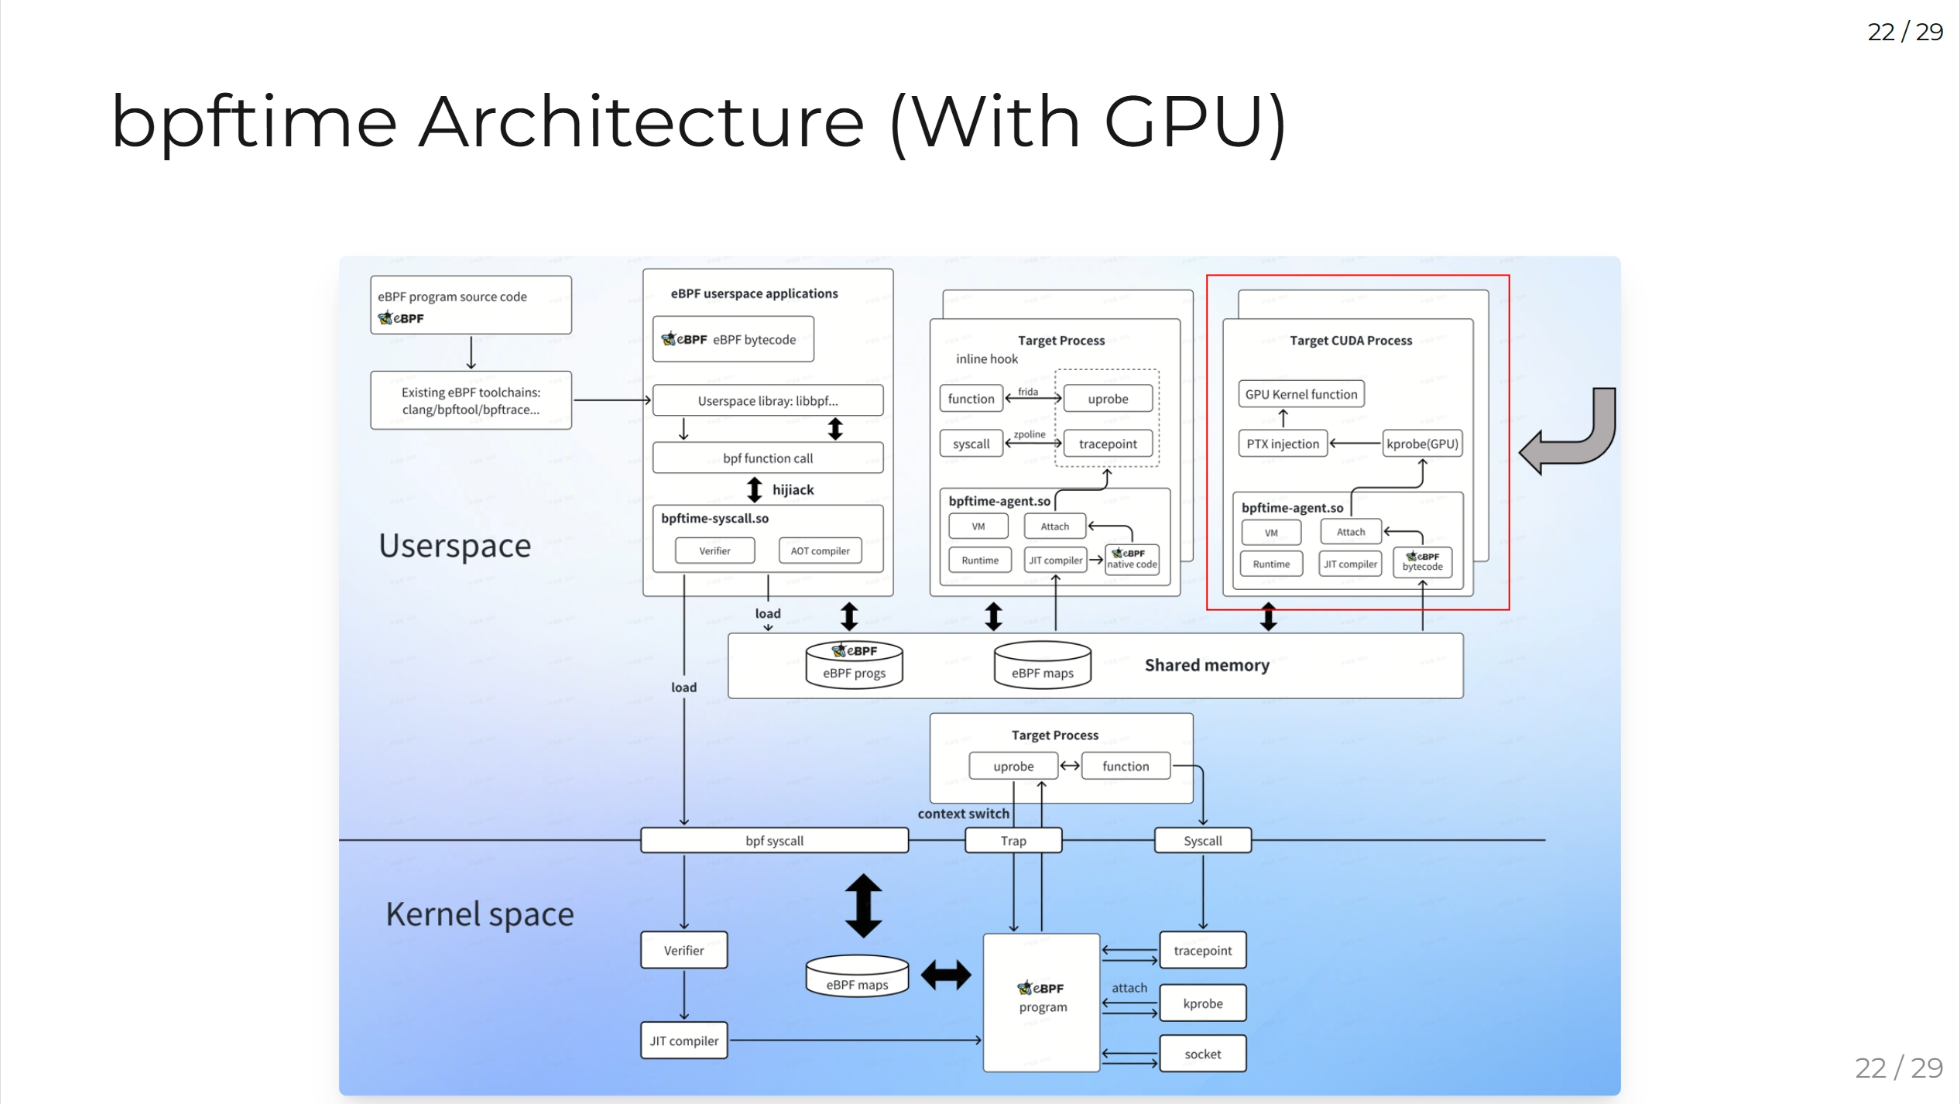 22 / 29
bpftime Architecture (With GPU)
eBPF program source code
eBPF
Existing eBPF toolchains:
clang/bpftool/bpftrace...
eBPF userspace applications
eBPF eBPF bytecode
Userspace libray: libbpf...
bpf function call
hijiack
bpftime-syscall.so
Verifier
AOT compiler
Target Process
inline hook
function
frida
uprobe
syscall
zpoline
tracepoint
bpftime-agent.so
VM
Attach
Runtime
JIT compiler
eBPF
native code
Target CUDA Process
GPU Kernel function
PTX injection
kprobe(GPU)
bpftime-agent.so
VM
Attach
Runtime
JIT compiler
eBPF
bytecode
Userspace
load
load
eBPF
eBPF progs
eBPF maps
Shared memory
Target Process
uprobe
function
context switch
bpf syscall
Trap
Syscall
Kernel space
Verifier
JIT compiler
eBPF maps
eBPF
program
attach
tracepoint
kprobe
socket
22 / 29